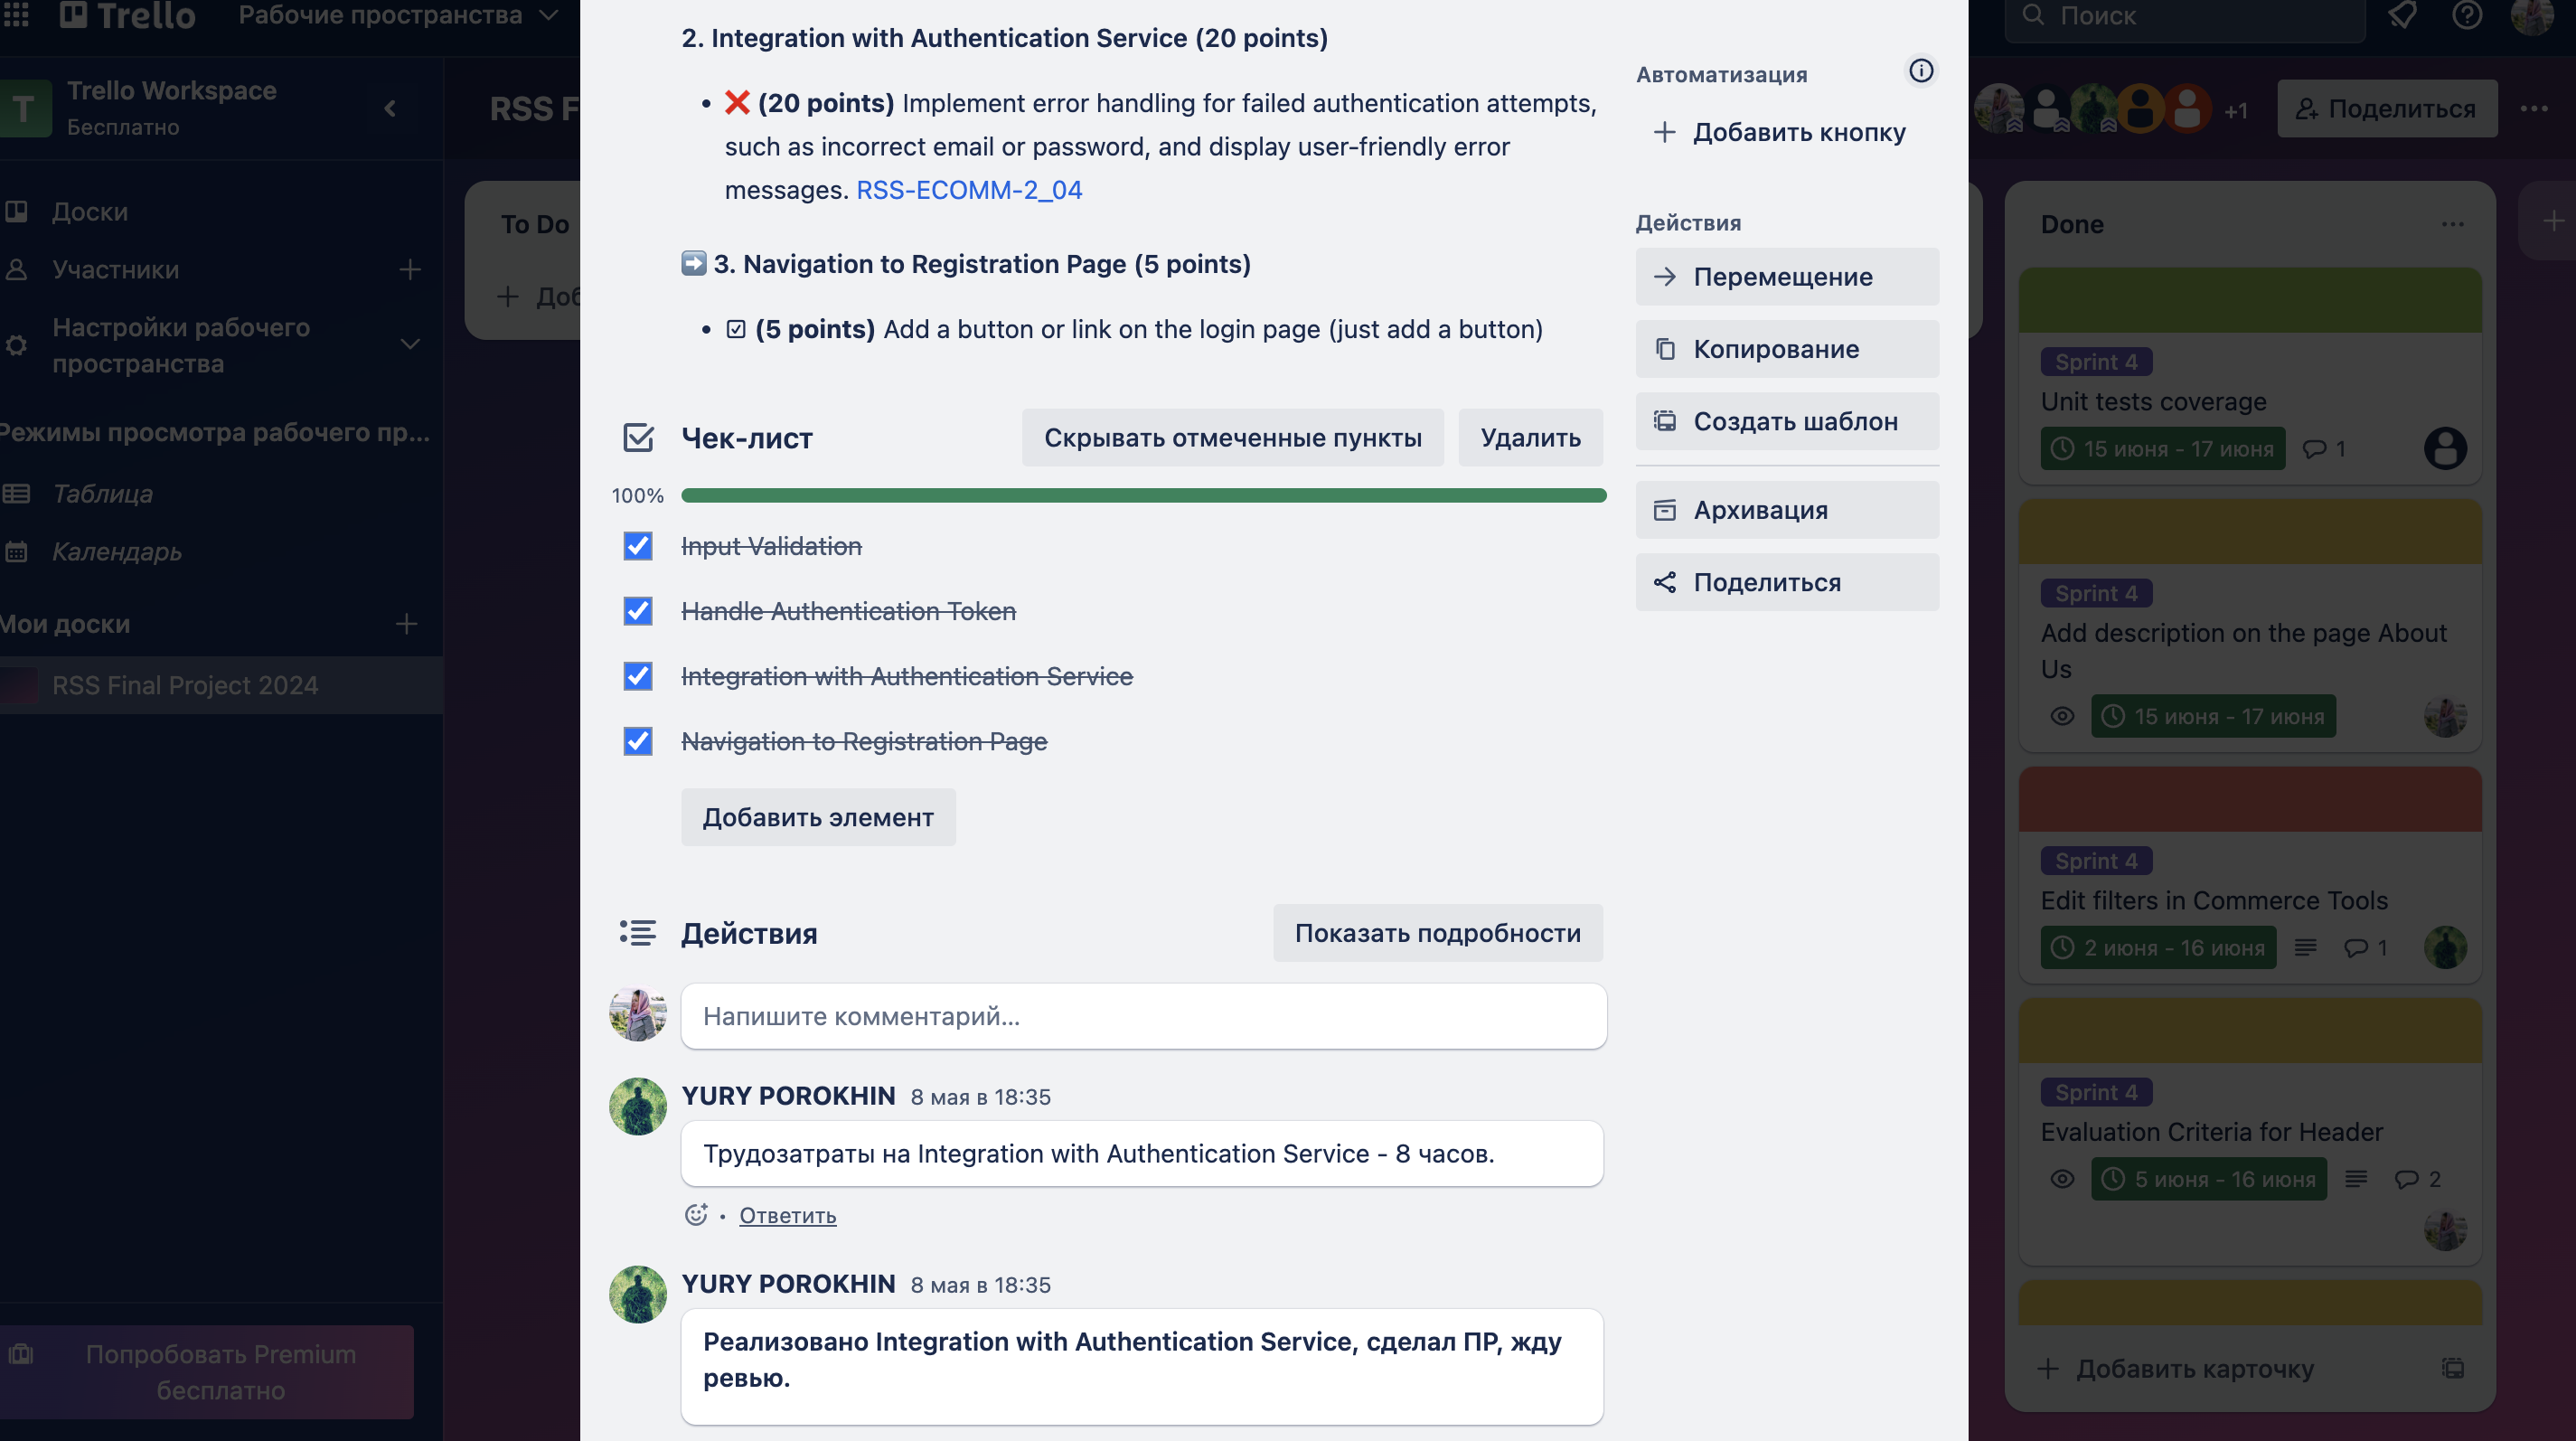 Trello
Рабочие пространства
Поиск
T
Trello Workspace
Бесплатно
Доски
Участники
Настройки рабочего
пространства
Режимы просмотра рабочего пр...
Таблица
Календарь
Мои доски
RSS Final Project 2024
Попробовать Premium
бесплатно
RSS F
+1
Поделиться
To Do
Доб
2. Integration with Authentication Service (20 points)
• ❌ (20 points) Implement error handling for failed authentication attempts,
such as incorrect email or password, and display user-friendly error
messages. RSS-ECOMM-2_04
➡️ 3. Navigation to Registration Page (5 points)
• ☑ (5 points) Add a button or link on the login page (just add a button)
Чек-лист
Скрывать отмеченные пункты
Удалить
100%
Input Validation
Handle Authentication Token
Integration with Authentication Service
Navigation to Registration Page
Добавить элемент
Действия
Показать подробности
Напишите комментарий...
YURY POROKHIN 8 мая в 18:35
Трудозатраты на Integration with Authentication Service - 8 часов.
• Ответить
YURY POROKHIN 8 мая в 18:35
Реализовано Integration with Authentication Service, сделал ПР, жду
ревью.
Автоматизация
Добавить кнопку
Действия
Перемещение
Копирование
Создать шаблон
Архивация
Поделиться
Done
Sprint 4
Unit tests coverage
15 июня - 17 июня
1
Sprint 4
Add description on the page About
Us
15 июня - 17 июня
Sprint 4
Edit filters in Commerce Tools
2 июня - 16 июня
1
Sprint 4
Evaluation Criteria for Header
5 июня - 16 июня
2
Добавить карточку